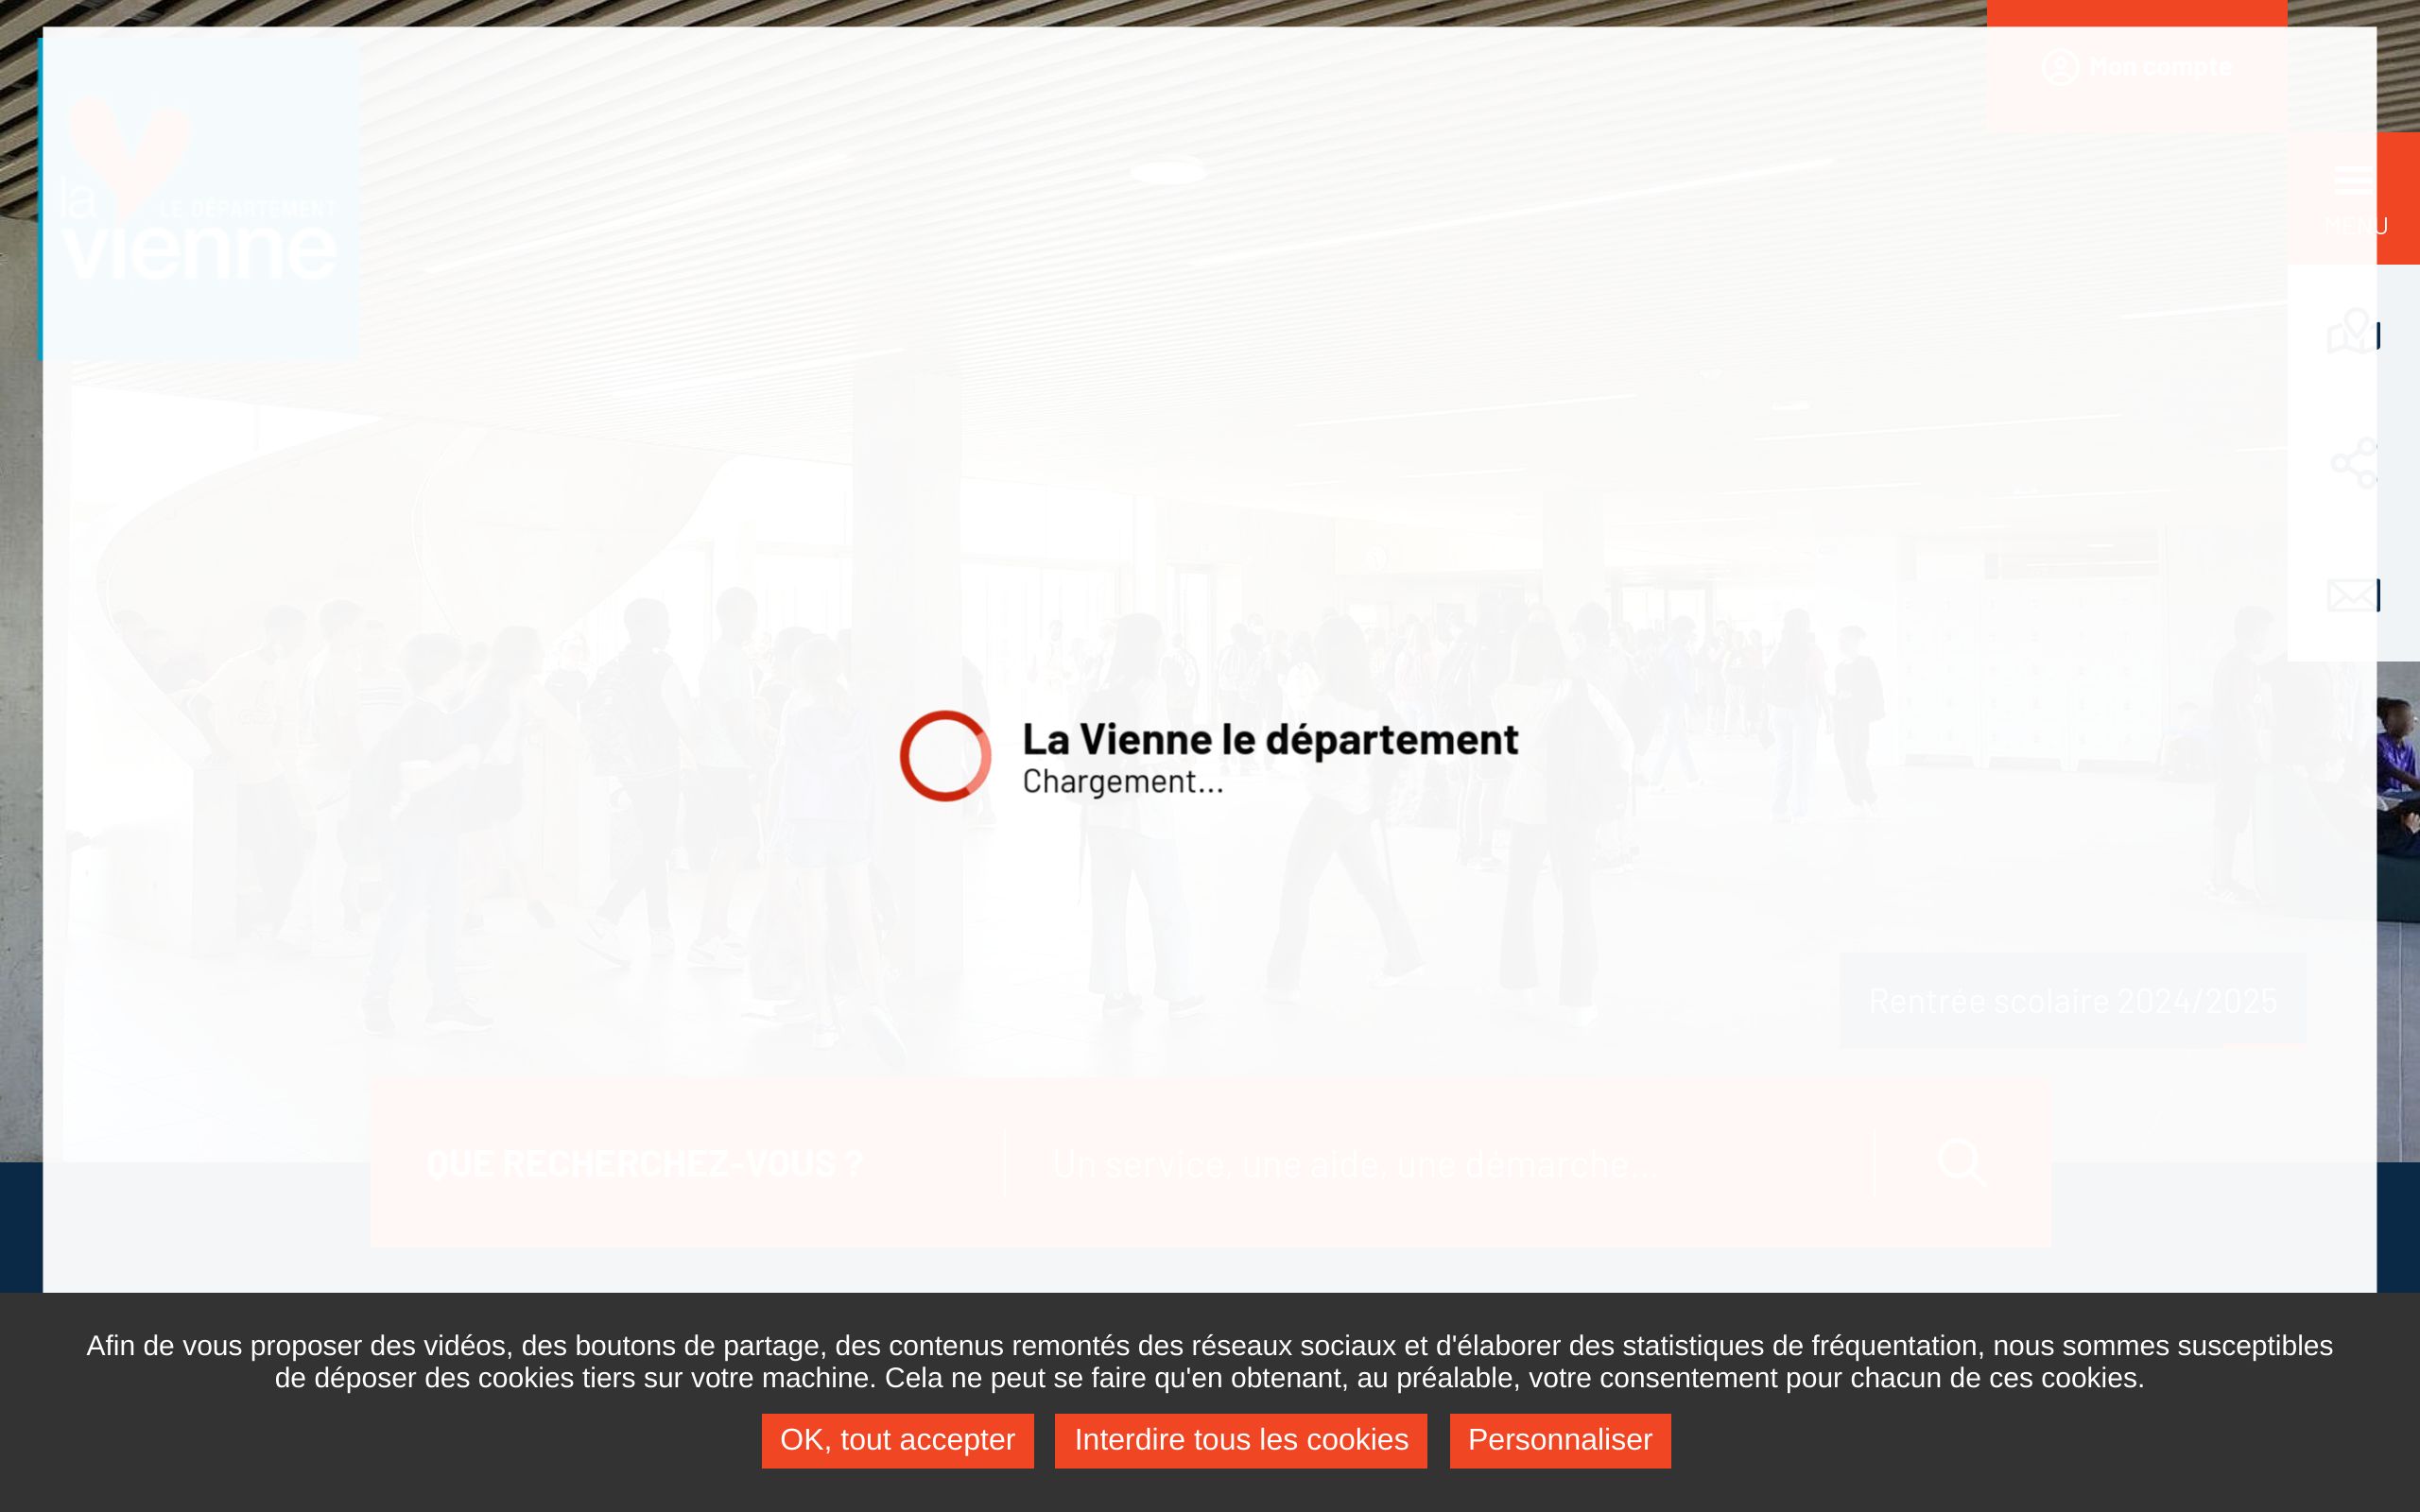 Mon compte
la
LE DÉPARTEMENT
vienne
MENU
La Vienne le département
Chargement...
Rentrée scolaire 2024/2025
QUE RECHERCHEZ-VOUS ?
Un service, une aide, une démarche...
Afin de vous proposer des vidéos, des boutons de partage, des contenus remontés des réseaux sociaux et d'élaborer des statistiques de fréquentation, nous sommes susceptibles
de déposer des cookies tiers sur votre machine. Cela ne peut se faire qu'en obtenant, au préalable, votre consentement pour chacun de ces cookies.
OK, tout accepter
Interdire tous les cookies
Personnaliser